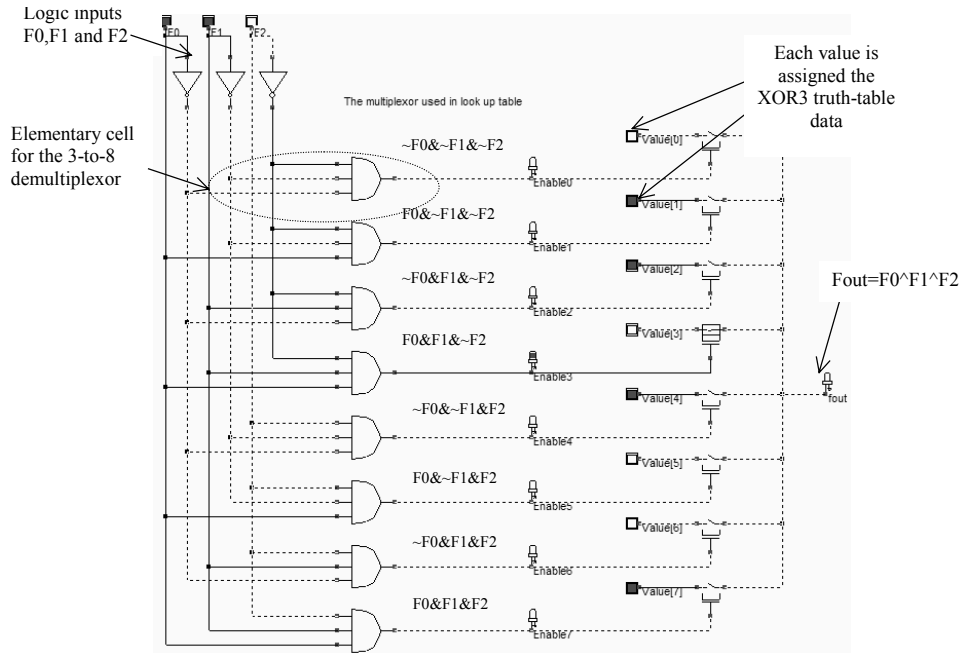 Logic inputs
F0,F1 and F2
F0
F1
F2
The multiplexor used in look up table
Each value is
assigned the
XOR3 truth-table
data
Elementary cell
for the 3-to-8
demultiplexor
~F0&~F1&~F2
Enable0
Value[0]
F0&~F1&~F2
Enable1
Value[1]
~F0&F1&~F2
Enable2
Value[2]
Fout=F0^F1^F2
F0&F1&~F2
Enable3
Value[3]
~F0&~F1&F2
Enable4
Value[4]
fout
F0&~F1&F2
Enable5
Value[5]
~F0&F1&F2
Enable6
Value[6]
F0&F1&F2
Enable7
Value[7]